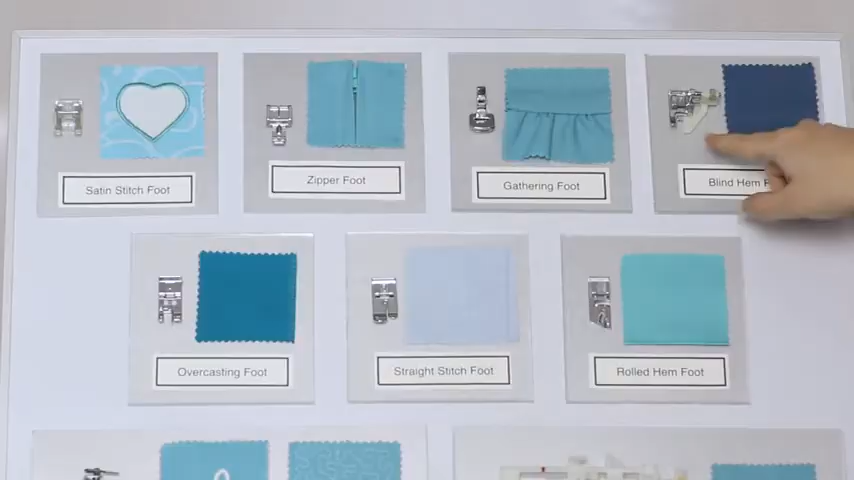 Satin Stitch Foot
Zipper Foot
Gathering Foot
Blind Hem
Overcasting Foot
Straight Stitch Foot
Rolled Hem Foot